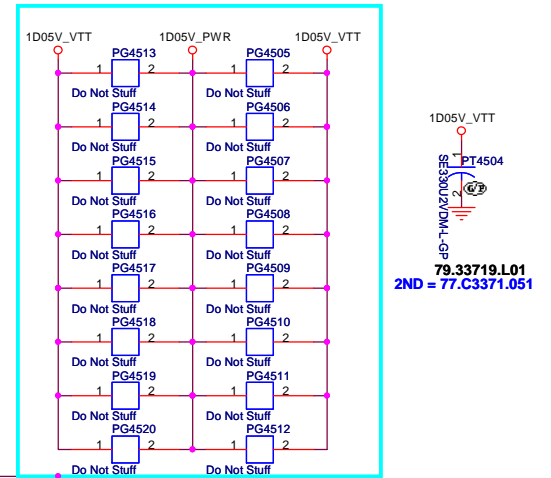 1D05V_VTT 1D05V_PWR 1D05V_VTT
PG4513 PG4505
1 2 1 2
Do Not Stuff Do Not Stuff
PG4514 PG4506
1 2 1 2
Do Not Stuff Do Not Stuff
PG4515 PG4507
1 2 1 2
Do Not Stuff Do Not Stuff
PG4516 PG4508
1 2 1 2
Do Not Stuff Do Not Stuff
PG4517 PG4509
1 2 1 2
Do Not Stuff Do Not Stuff
PG4518 PG4510
1 2 1 2
Do Not Stuff Do Not Stuff
PG4519 PG4511
1 2 1 2
Do Not Stuff Do Not Stuff
PG4520 PG4512
1 2 1 2
Do Not Stuff Do Not Stuff
1D05V_VTT
1
PT4504
SE330U2VDM-L-GP
2
G/P
79.33719.L01
2ND = 77.C3371.051